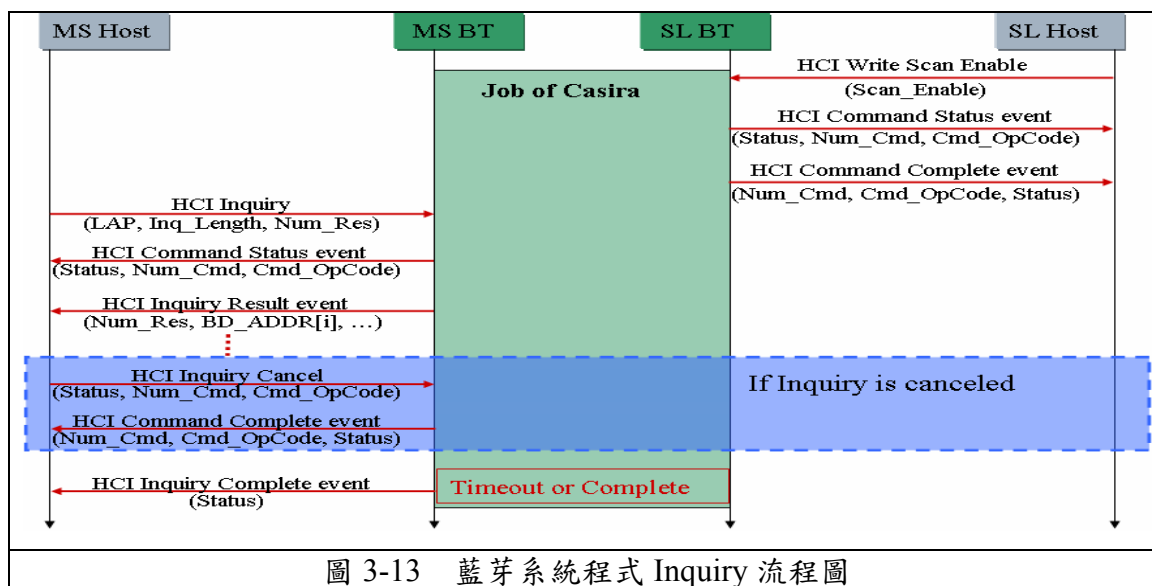 MS Host
MS BT
SL BT
SL Host
Job of Casira
HCI Write Scan Enable
(Scan_Enable)
HCI Command Status event
(Status, Num_Cmd, Cmd_OpCode)
HCI Command Complete event
(Num_Cmd, Cmd_OpCode, Status)
HCI Inquiry
(LAP, Inq_Length, Num_Res)
HCI Command Status event
(Status, Num_Cmd, Cmd_OpCode)
HCI Inquiry Result event
(Num_Res, BD_ADDR[i], …)
HCI Inquiry Cancel
(Status, Num_Cmd, Cmd_OpCode)
If Inquiry is canceled
HCI Command Complete event
(Num_Cmd, Cmd_OpCode, Status)
HCI Inquiry Complete event
(Status)
Timeout or Complete
圖 3-13 藍芽系統程式 Inquiry 流程圖